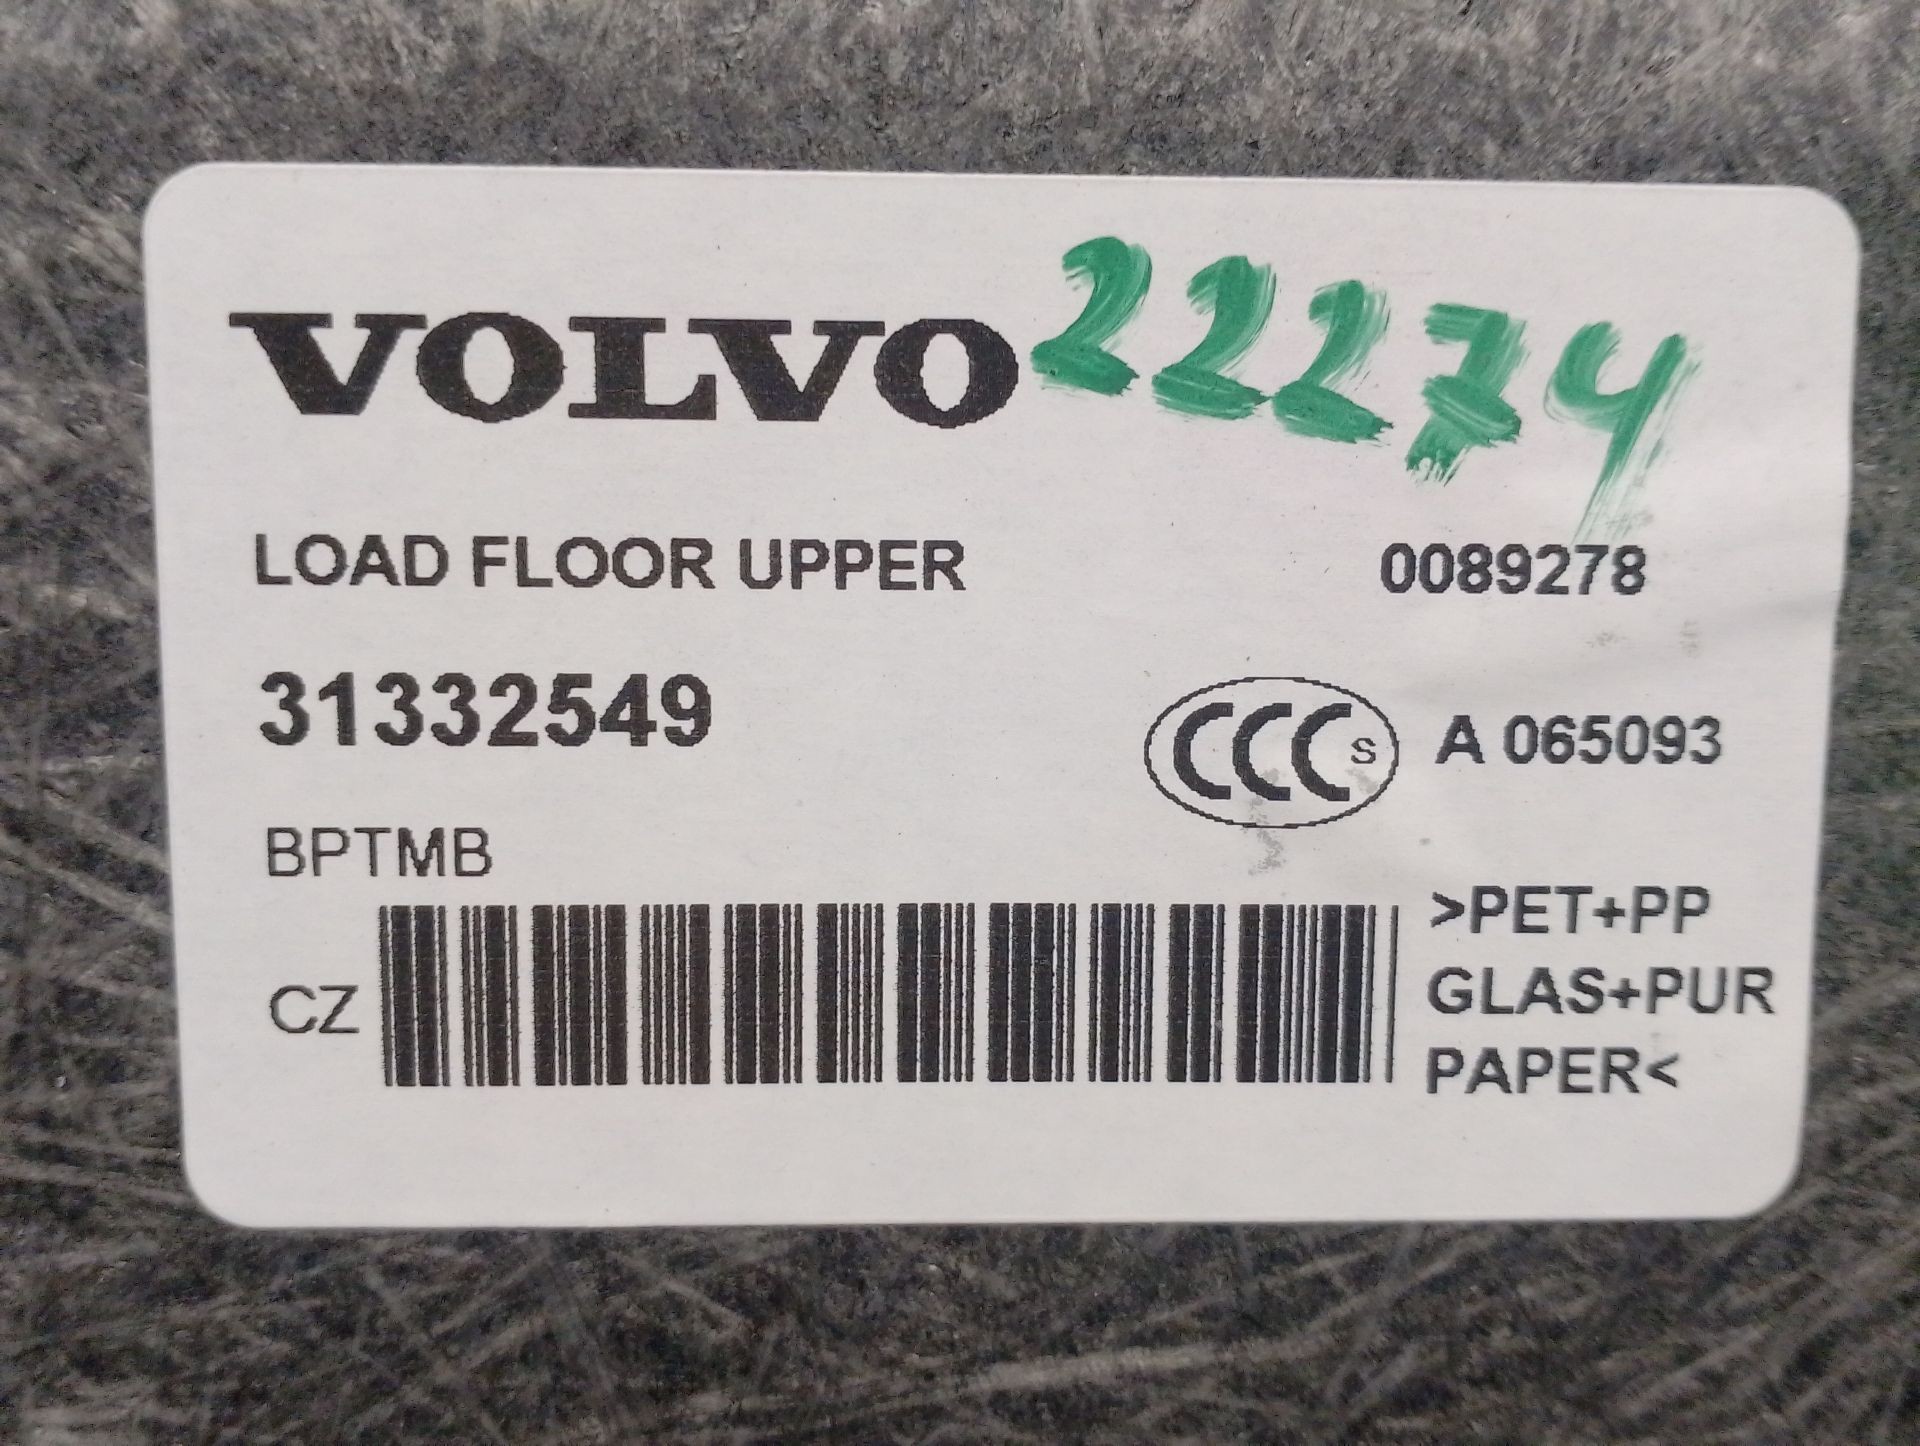 VOLVO 22274
LOAD FLOOR UPPER 0089278
31332549 CCC S A 065093
BPTMB
>PET+PP
CZ GLAS+PUR
PAPER<